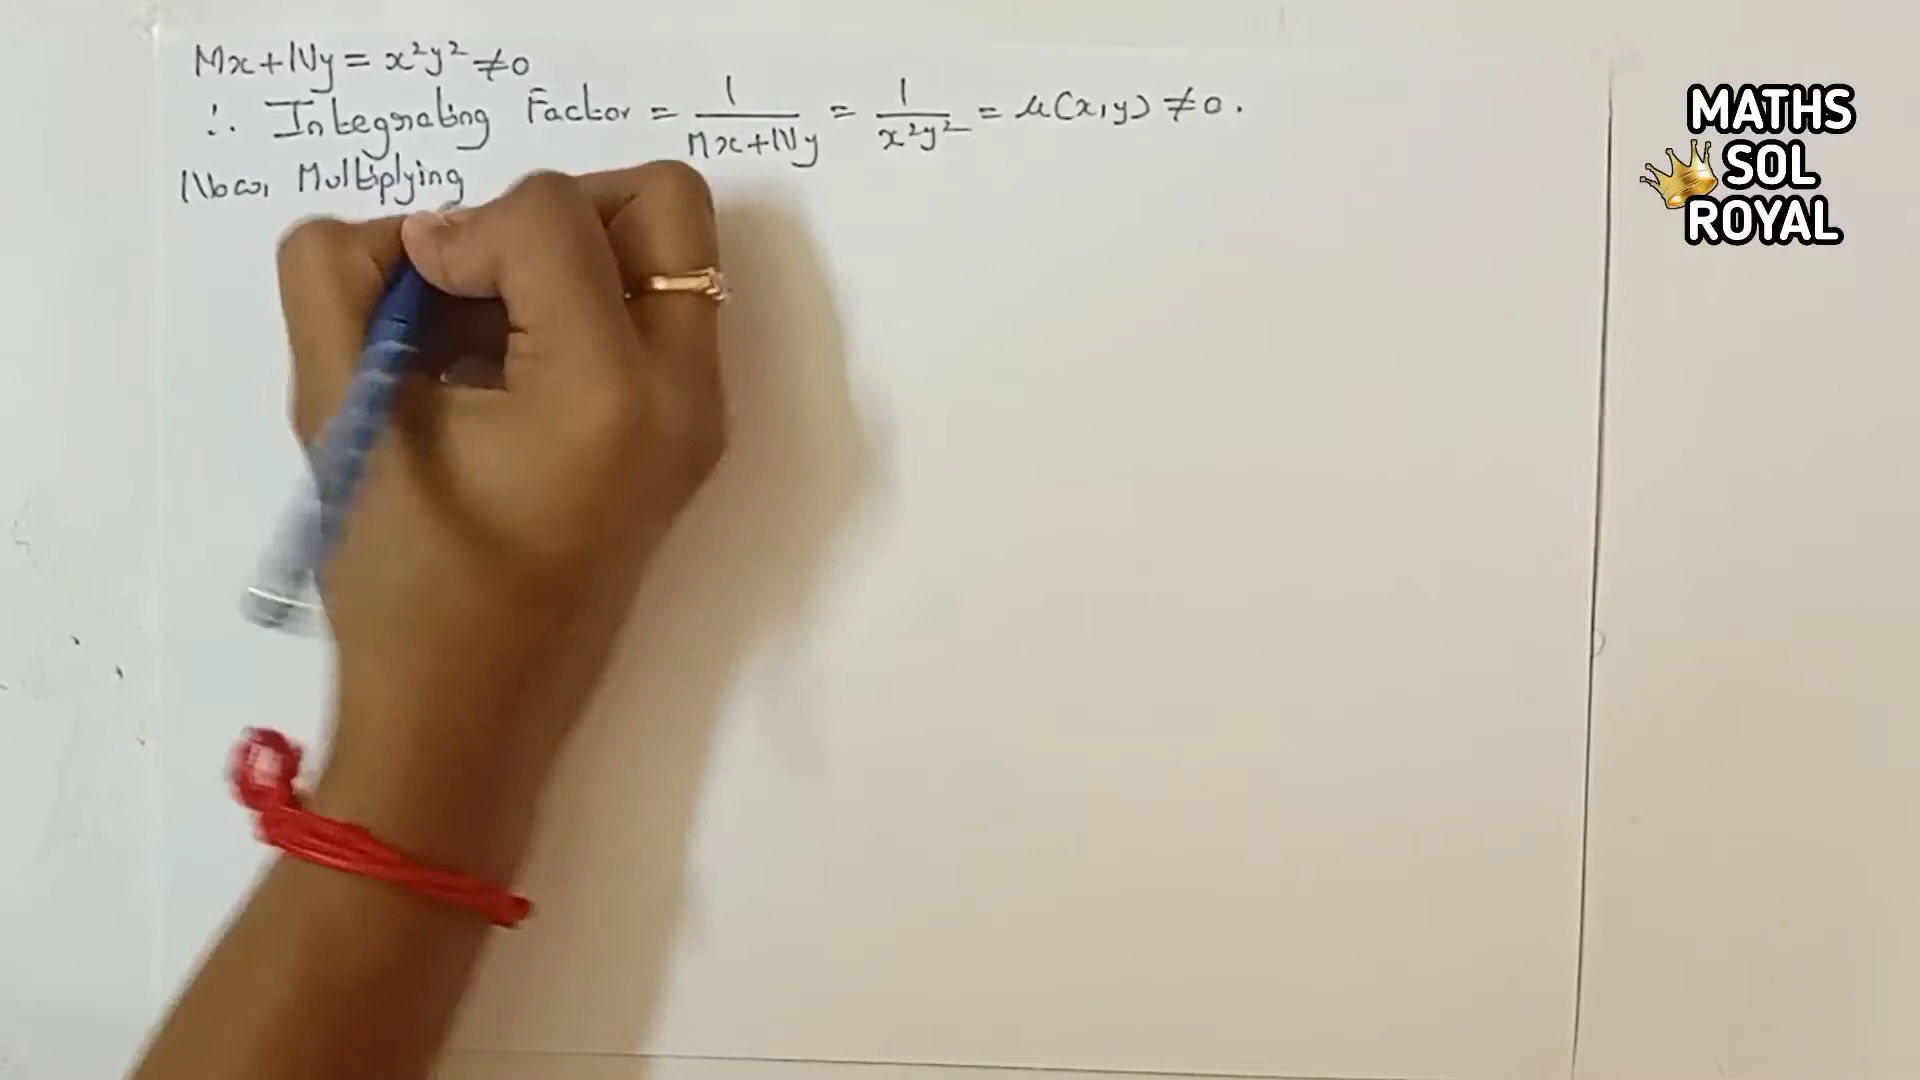 Mx+Ny = x²y² ≠ 0
∴ Integrating Factor = 1/(Mx+Ny) = 1/(x²y²) = μ(x,y) ≠ 0.
Now, Multiplying
MATHS
SOL
ROYAL